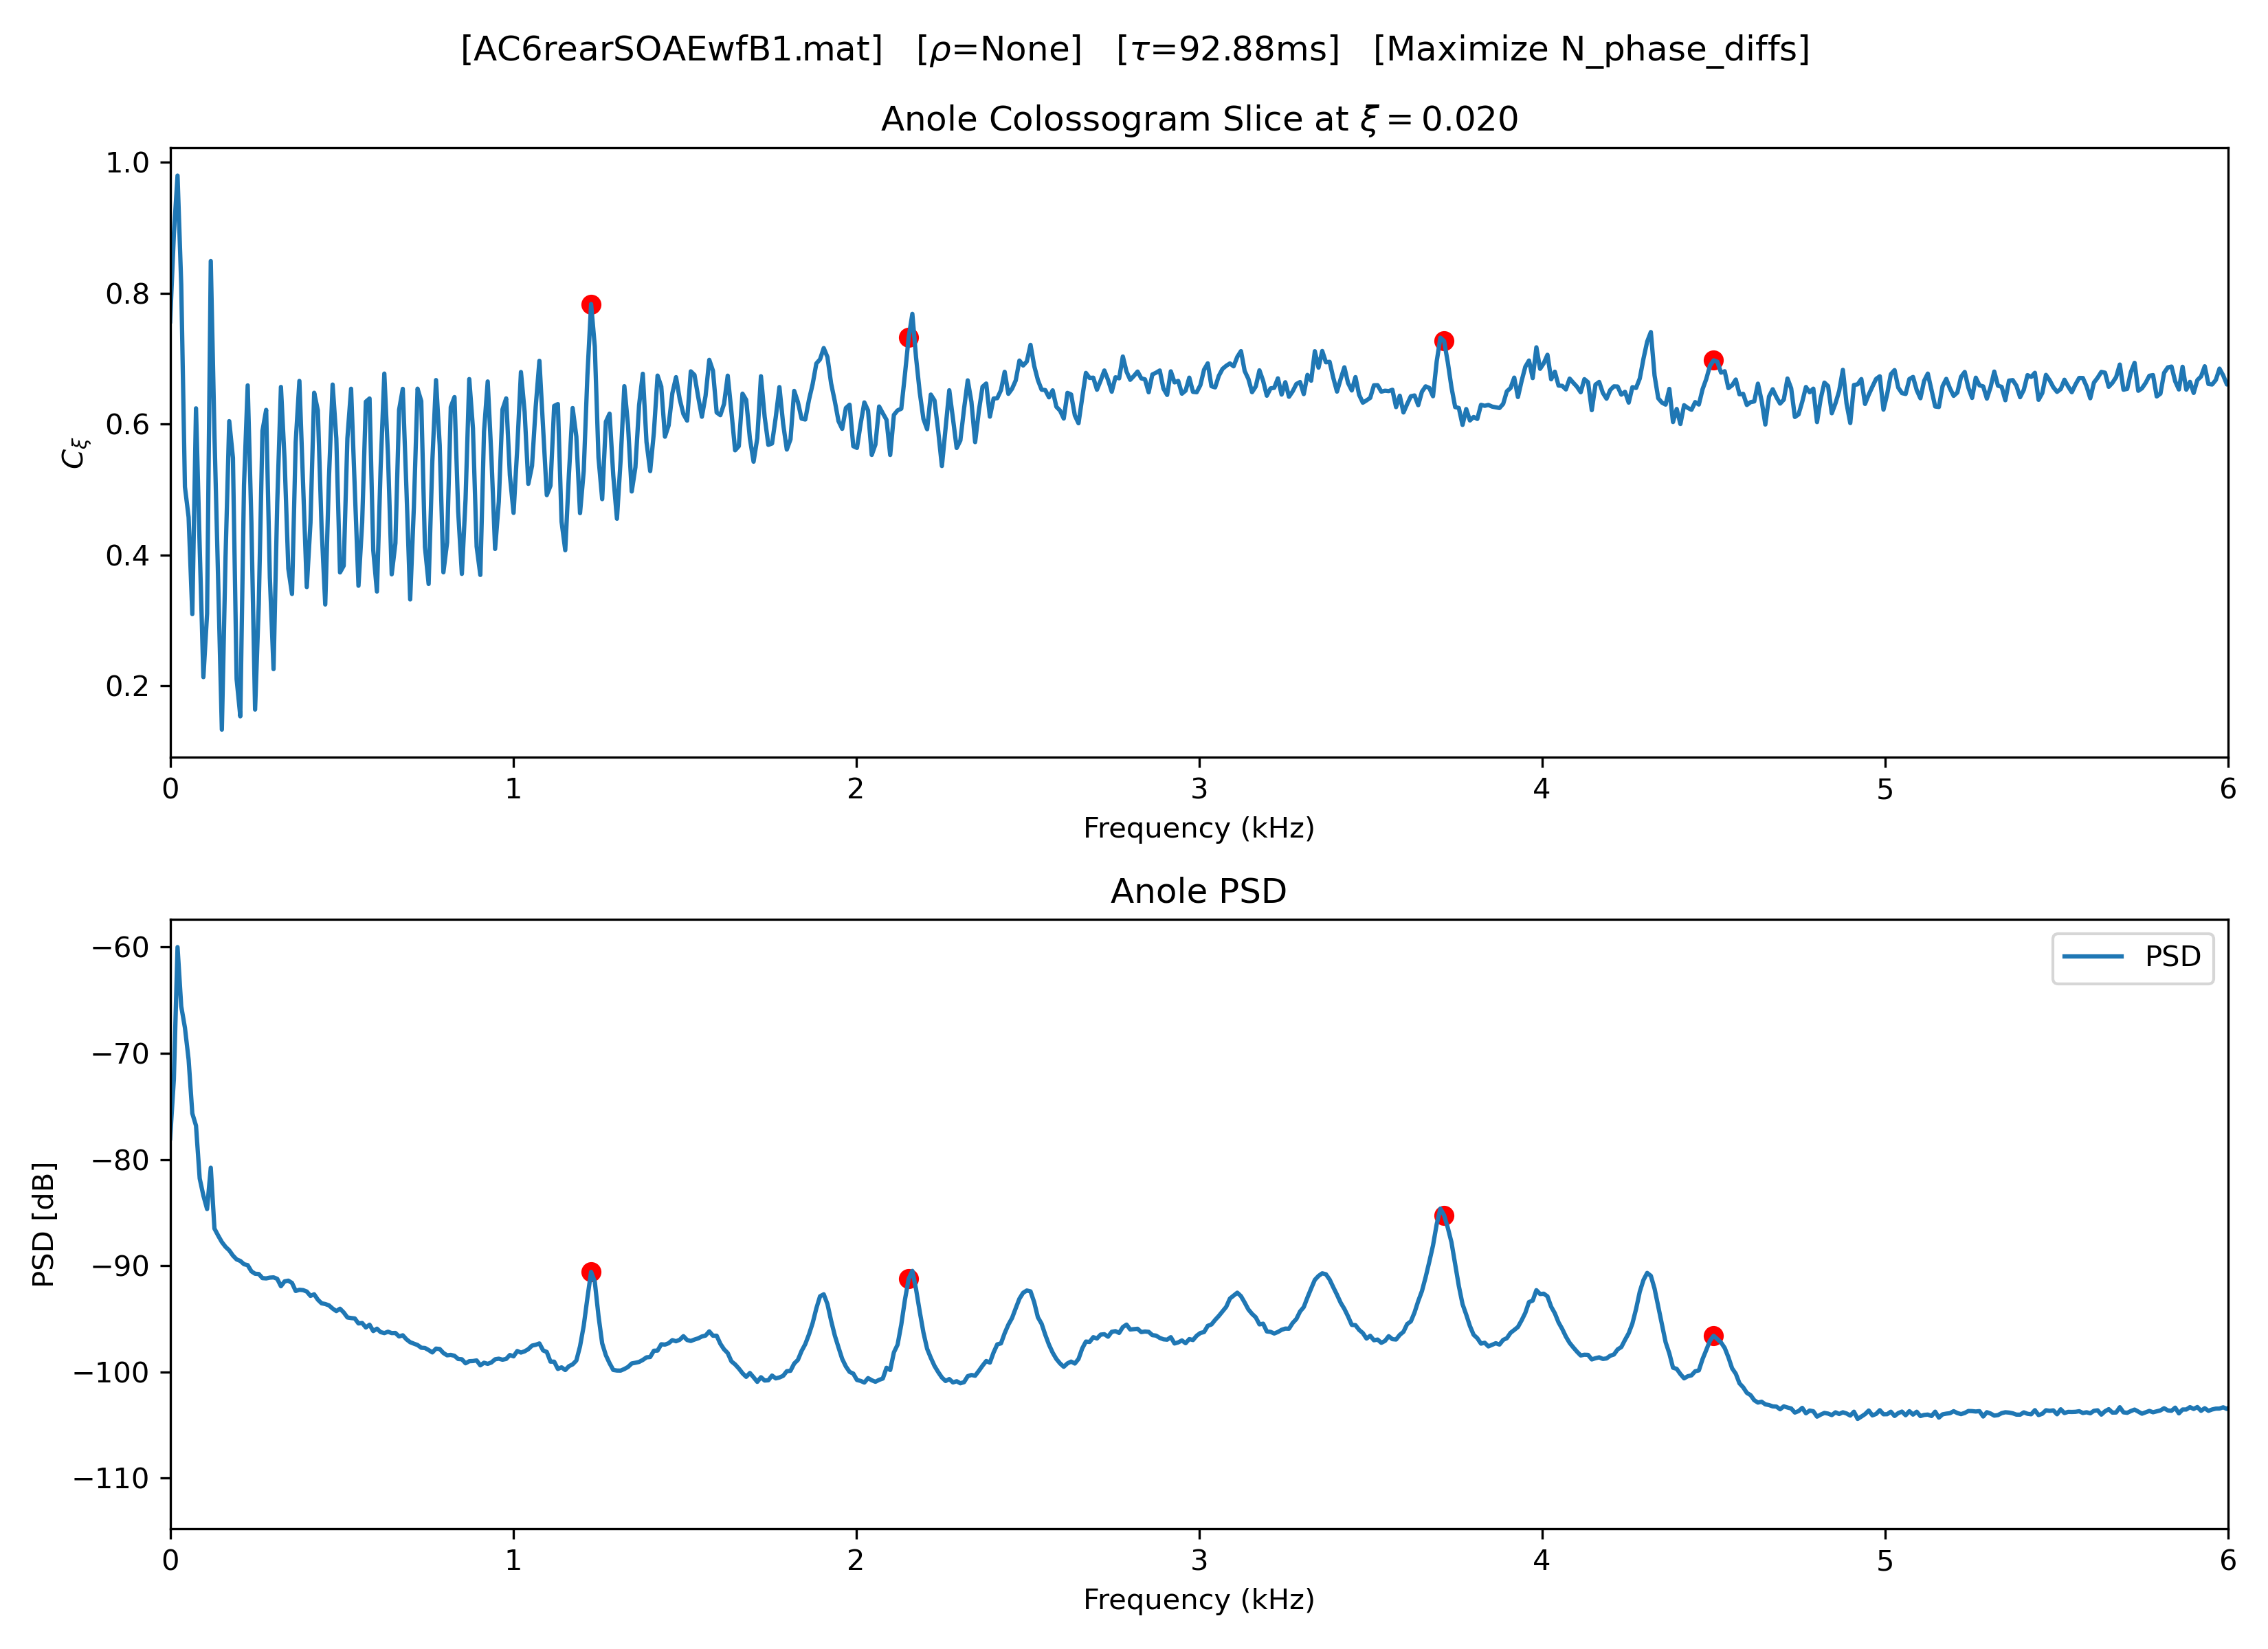 [AC6rearSOAEwfB1.mat] [ρ=None] [τ=92.88ms] [Maximize N_phase_diffs]
Anole Colossogram Slice at ξ = 0.020
1.0
0.8
0.6
0.4
0.2
Cξ
0 1 2 3 4 5 6
Frequency (kHz)
Anole PSD
PSD
−60
−70
−80
−90
−100
−110
PSD [dB]
0 1 2 3 4 5 6
Frequency (kHz)